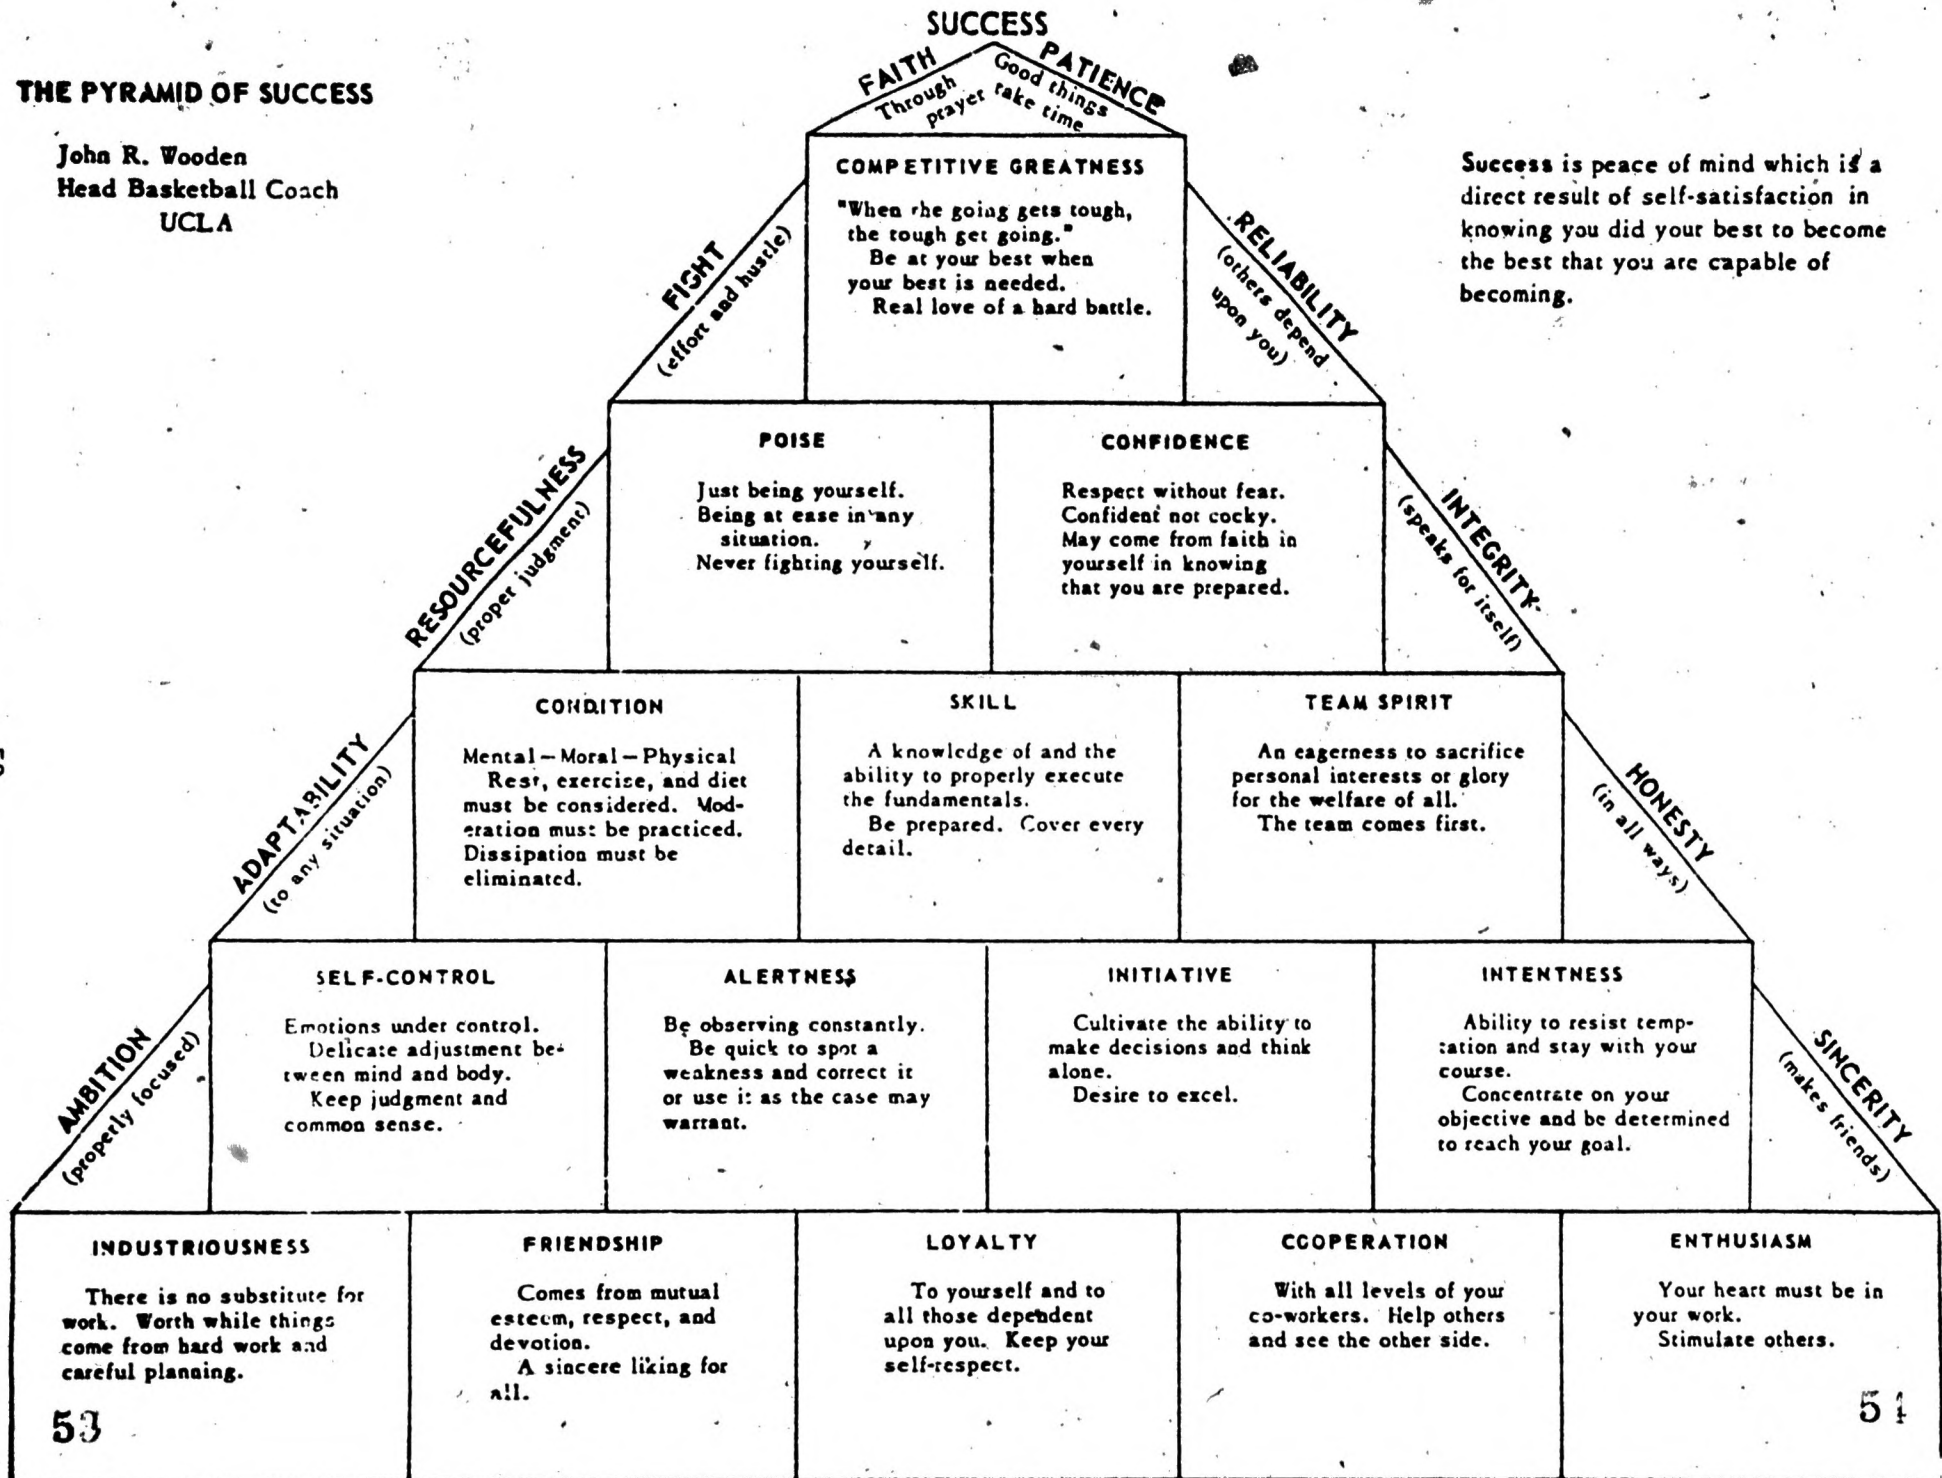 SUCCESS
FAITH
Through
prayer
PATIENCE
Good things
take time
THE PYRAMID OF SUCCESS
John R. Wooden
Head Basketball Coach
UCLA
Success is peace of mind which is a
direct result of self-satisfaction in
knowing you did your best to become
the best that you are capable of
becoming.
COMPETITIVE GREATNESS
"When the going gets tough,
the tough get going."
Be at your best when
your best is needed.
Real love of a hard battle.
FIGHT
(effort and hustle)
RELIABILITY
(others depend
upon you)
POISE
Just being yourself.
Being at ease in any
situation.
Never fighting yourself.
CONFIDENCE
Respect without fear.
Confident not cocky.
May come from faith in
yourself in knowing
that you are prepared.
RESOURCEFULNESS
(proper judgment)
INTEGRITY
(speaks for itself)
CONDITION
Mental—Moral—Physical
Rest, exercise, and diet
must be considered. Mod-
eration must be practiced.
Dissipation must be
eliminated.
SKILL
A knowledge of and the
ability to properly execute
the fundamentals.
Be prepared. Cover every
detail.
TEAM SPIRIT
An eagerness to sacrifice
personal interests or glory
for the welfare of all.
The team comes first.
ADAPTABILITY
(to any situation)
HONESTY
(in all ways)
SELF-CONTROL
Emotions under control.
Delicate adjustment be-
tween mind and body.
Keep judgment and
common sense.
ALERTNESS
Be observing constantly.
Be quick to spot a
weakness and correct it
or use it as the case may
warrant.
INITIATIVE
Cultivate the ability to
make decisions and think
alone.
Desire to excel.
INTENTNESS
Ability to resist temp-
tation and stay with your
course.
Concentrate on your
objective and be determined
to reach your goal.
AMBITION
(properly focused)
SINCERITY
(makes friends)
INDUSTRIOUSNESS
There is no substitute for
work. Worth while things
come from hard work and
careful planning.
FRIENDSHIP
Comes from mutual
esteem, respect, and
devotion.
A sincere liking for
all.
LOYALTY
To yourself and to
all those dependent
upon you. Keep your
self-respect.
COOPERATION
With all levels of your
co-workers. Help others
and see the other side.
ENTHUSIASM
Your heart must be in
your work.
Stimulate others.
53
54